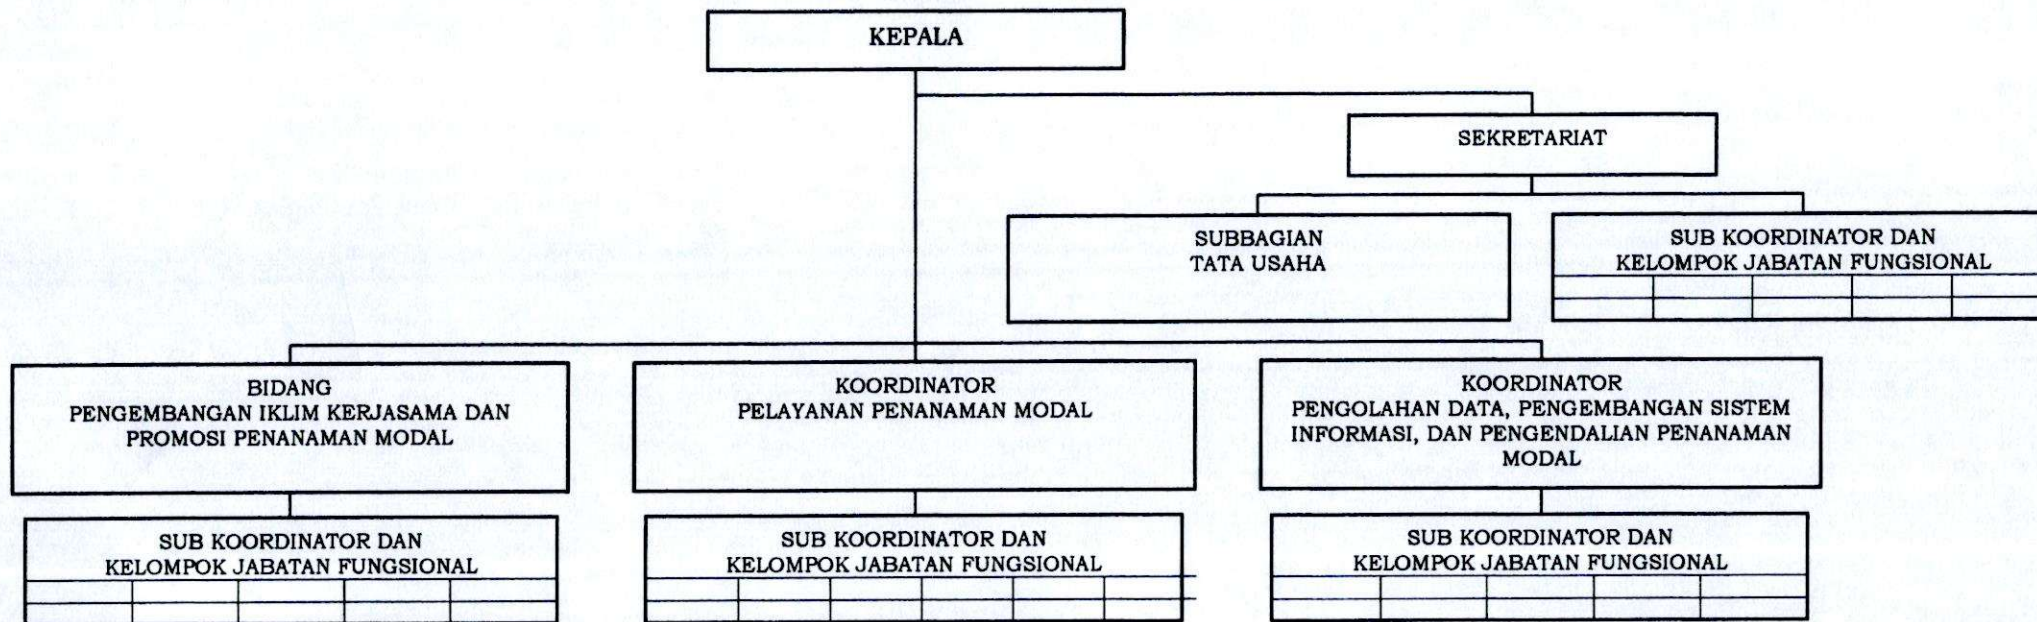 KEPALA
SEKRETARIAT
SUBBAGIAN
TATA USAHA
SUB KOORDINATOR DAN
KELOMPOK JABATAN FUNGSIONAL
BIDANG
PENGEMBANGAN IKLIM KERJASAMA DAN
PROMOSI PENANAMAN MODAL
KOORDINATOR
PELAYANAN PENANAMAN MODAL
KOORDINATOR
PENGOLAHAN DATA, PENGEMBANGAN SISTEM
INFORMASI, DAN PENGENDALIAN PENANAMAN
MODAL
SUB KOORDINATOR DAN
KELOMPOK JABATAN FUNGSIONAL
SUB KOORDINATOR DAN
KELOMPOK JABATAN FUNGSIONAL
SUB KOORDINATOR DAN
KELOMPOK JABATAN FUNGSIONAL